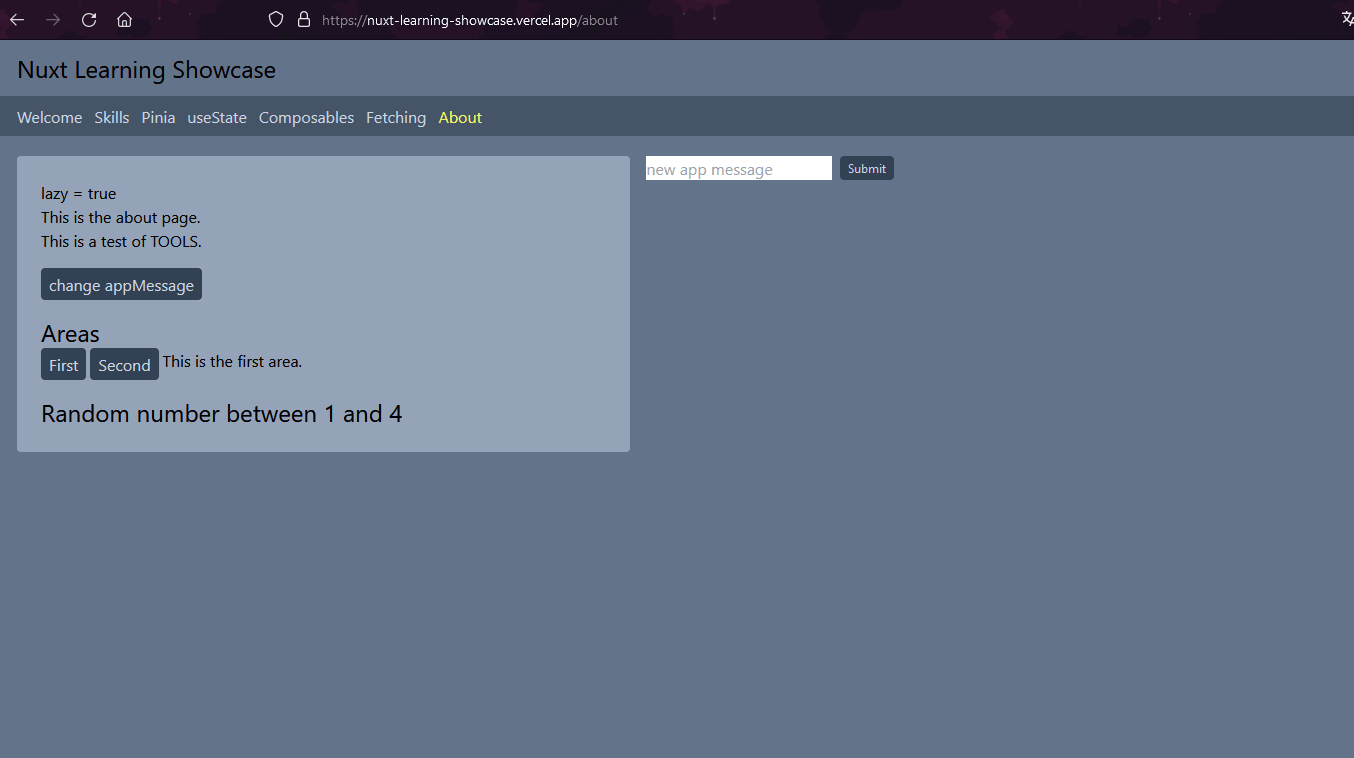 https://nuxt-learning-showcase.vercel.app/about
Nuxt Learning Showcase
Welcome Skills Pinia useState Composables Fetching About
lazy = true
This is the about page.
This is a test of TOOLS.
change appMessage
Areas
First Second This is the first area.
Random number between 1 and 4
new app message Submit